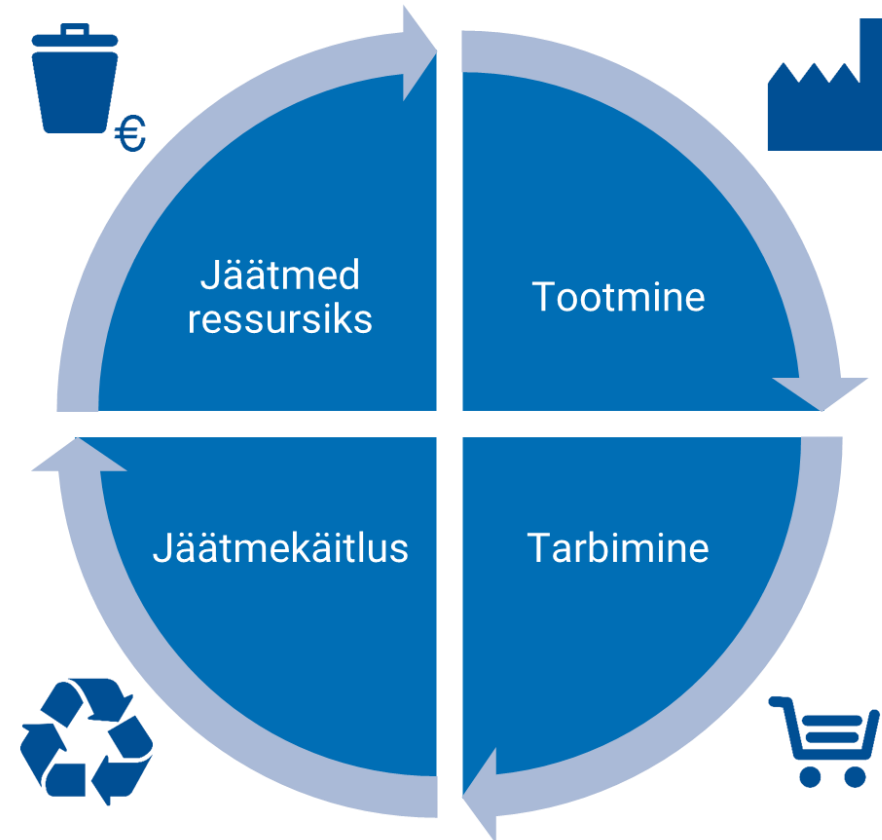 €
Jäätmed
ressursiks
Tootmine
Jäätmekäitlus
Tarbimine